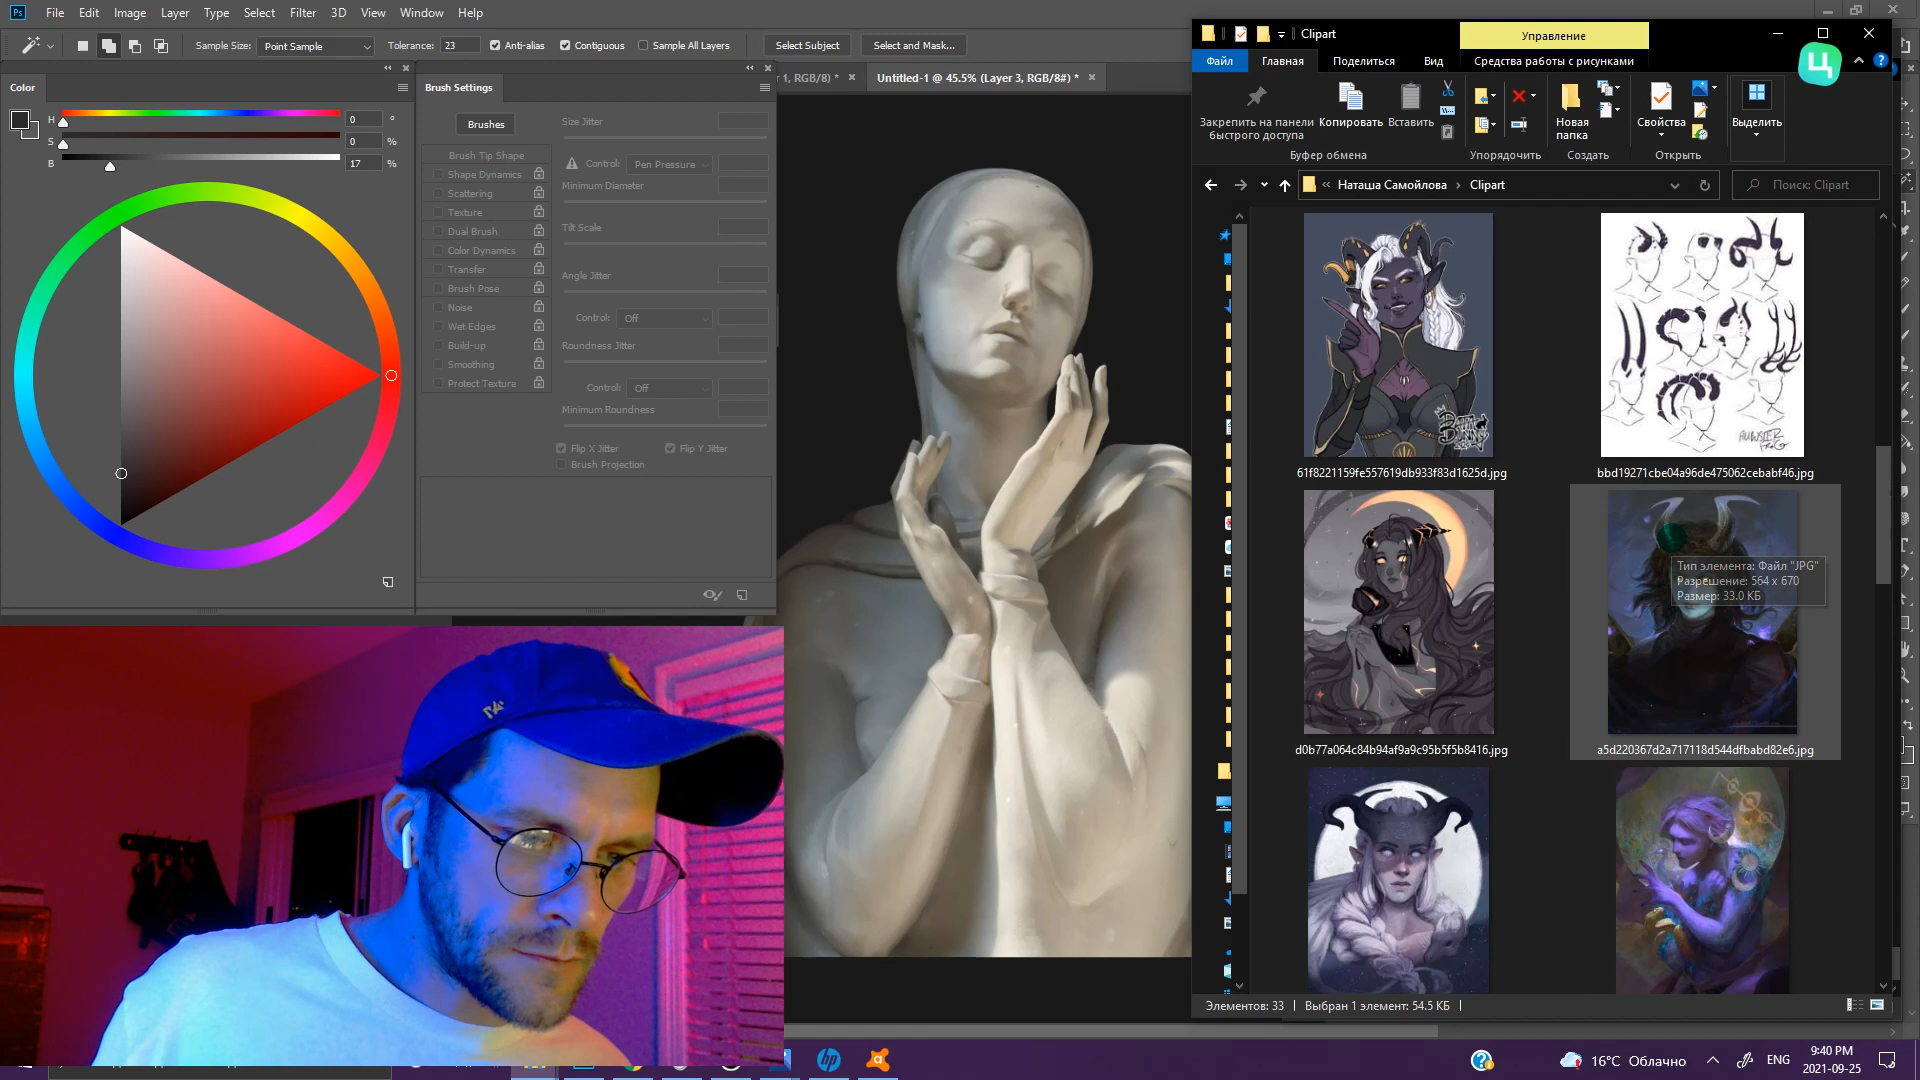 Ps File Edit Image Layer Type Select Filter 3D View Window Help
Sample Size: Point Sample Tolerance: 23 Anti-alias Contiguous Sample All Layers Select Subject Select and Mask...
Color
H 0 °
S 0 %
B 17 %
Brush Settings
Brushes
Brush Tip Shape
Shape Dynamics
Scattering
Texture
Dual Brush
Color Dynamics
Transfer
Brush Pose
Noise
Wet Edges
Build-up
Smoothing
Protect Texture
Size Jitter
Control: Pen Pressure
Minimum Diameter
Tilt Scale
Angle Jitter
Control: Off
Roundness Jitter
Control: Off
Minimum Roundness
Flip X Jitter Flip Y Jitter
Brush Projection
1, RGB/8) * × Untitled-1 @ 45.5% (Layer 3, RGB/8#) * ×
Clipart Управление
Файл Главная Поделиться Вид Средства работы с рисунками
Ц
Закрепить на панели быстрого доступа
Копировать
Вставить
Новая папка
Свойства
Выделить
Буфер обмена Упорядочить Создать Открыть
« Наташа Самойлова › Clipart Поиск: Clipart
61f8221159fe557619db933f83d1625d.jpg
bbd19271cbe04a96de475062cebabf46.jpg
Тип элемента: Файл "JPG"
Разрешение: 564 x 670
Размер: 33.0 КБ
d0b77a064c84b94af9a9c95b5f5b8416.jpg
a5d220367d2a717118d544dfbabd82e6.jpg
Элементов: 33 Выбран 1 элемент: 54.5 КБ
hp
16°C Облачно ENG 9:40 PM
2021-09-25